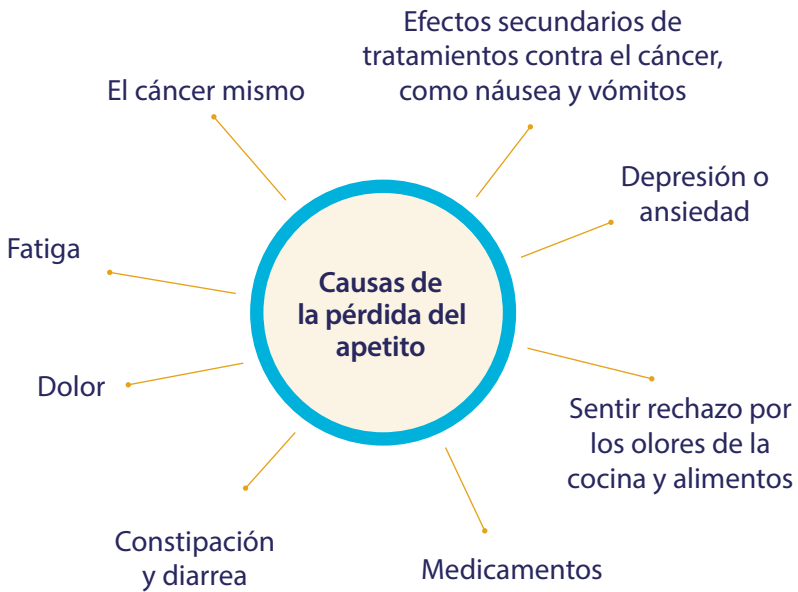 Causas de
la pérdida del
apetito
El cáncer mismo
Efectos secundarios de
tratamientos contra el cáncer,
como náusea y vómitos
Depresión o
ansiedad
Sentir rechazo por
los olores de la
cocina y alimentos
Medicamentos
Constipación
y diarrea
Dolor
Fatiga